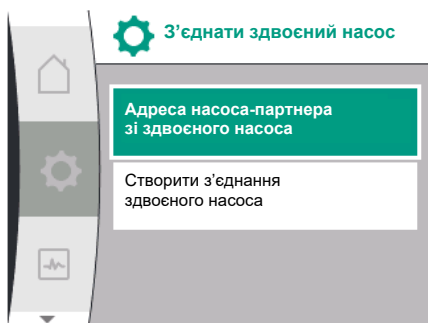 З’єднати здвоєний насос
Адреса насоса-партнера
зі здвоєного насоса
Створити з’єднання
здвоєного насоса